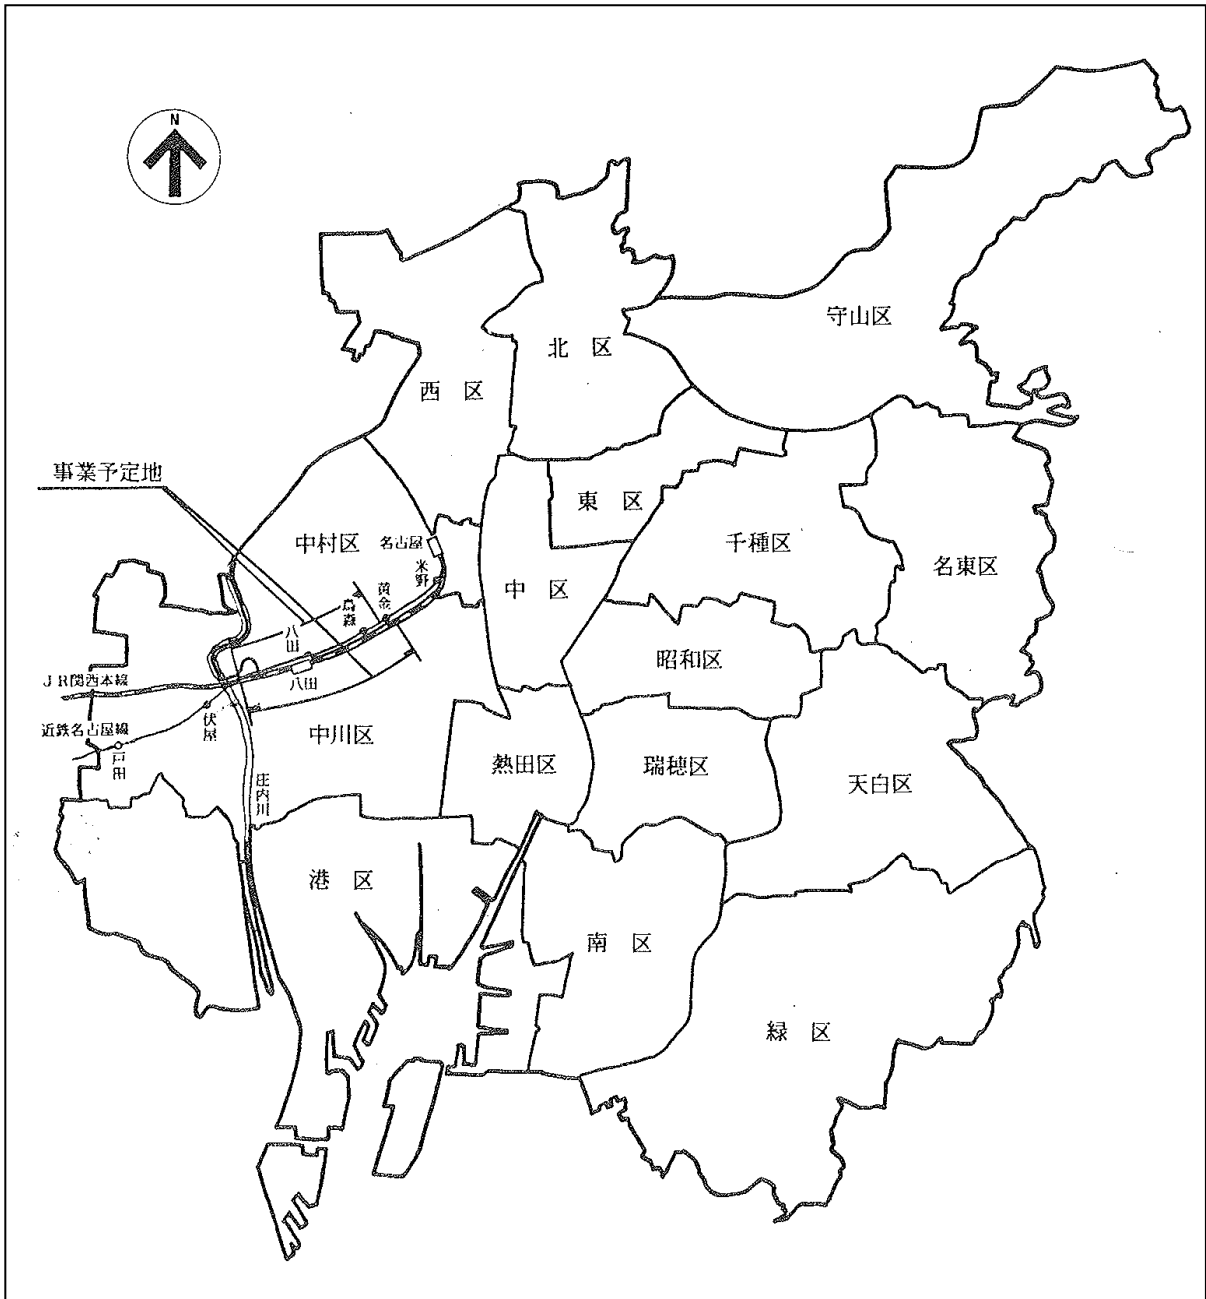 N
守山区
北 区
西 区
事業予定地
東 区
中村区
名古屋
千種区
米野
名東区
黄金
中 区
烏森
八田
昭和区
JR関西本線
八田
伏屋
近鉄名古屋線
中川区
戸田
熱田区
瑞穂区
天白区
庄内川
港 区
南 区
緑 区